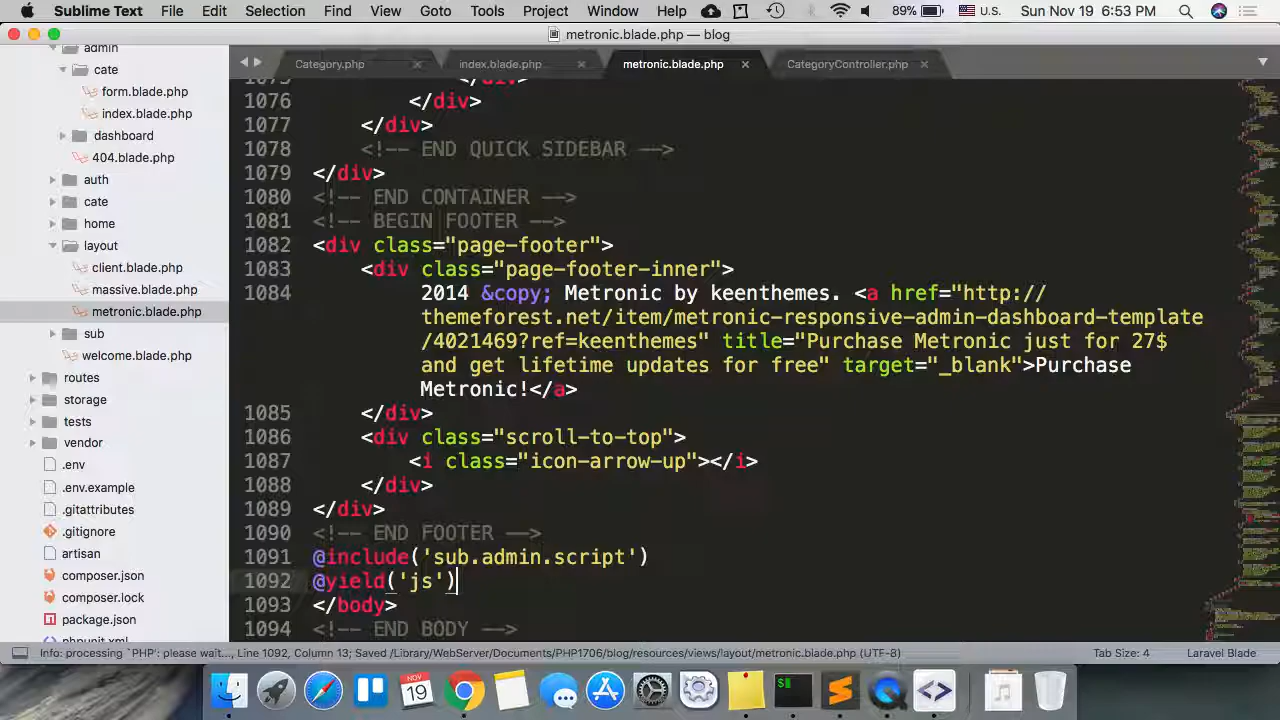 Sublime Text File Edit Selection Find View Goto Tools Project Window Help 89% U.S. Sun Nov 19 6:53 PM
metronic.blade.php — blog
admin
cate
form.blade.php
index.blade.php
dashboard
404.blade.php
auth
cate
home
layout
client.blade.php
massive.blade.php
metronic.blade.php
sub
welcome.blade.php
routes
storage
tests
vendor
.env
.env.example
.gitattributes
.gitignore
artisan
composer.json
composer.lock
package.json
phpunit.xml
Category.php index.blade.php metronic.blade.php CategoryController.php
1075 </div>
1076 </div>
1077 </div>
1078 <!-- END QUICK SIDEBAR -->
1079 </div>
1080 <!-- END CONTAINER -->
1081 <!-- BEGIN FOOTER -->
1082 <div class="page-footer">
1083 <div class="page-footer-inner">
1084 2014 &copy; Metronic by keenthemes. <a href="http://
themeforest.net/item/metronic-responsive-admin-dashboard-template
/4021469?ref=keenthemes" title="Purchase Metronic just for 27$
and get lifetime updates for free" target="_blank">Purchase
Metronic!</a>
1085 </div>
1086 <div class="scroll-to-top">
1087 <i class="icon-arrow-up"></i>
1088 </div>
1089 </div>
1090 <!-- END FOOTER -->
1091 @include('sub.admin.script')
1092 @yield('js')
1093 </body>
1094 <!-- END BODY -->
Info: processing `PHP': please wait..., Line 1092, Column 13; Saved /Library/WebServer/Documents/PHP1706/blog/resources/views/layout/metronic.blade.php (UTF-8) Tab Size: 4 Laravel Blade
NOV
19